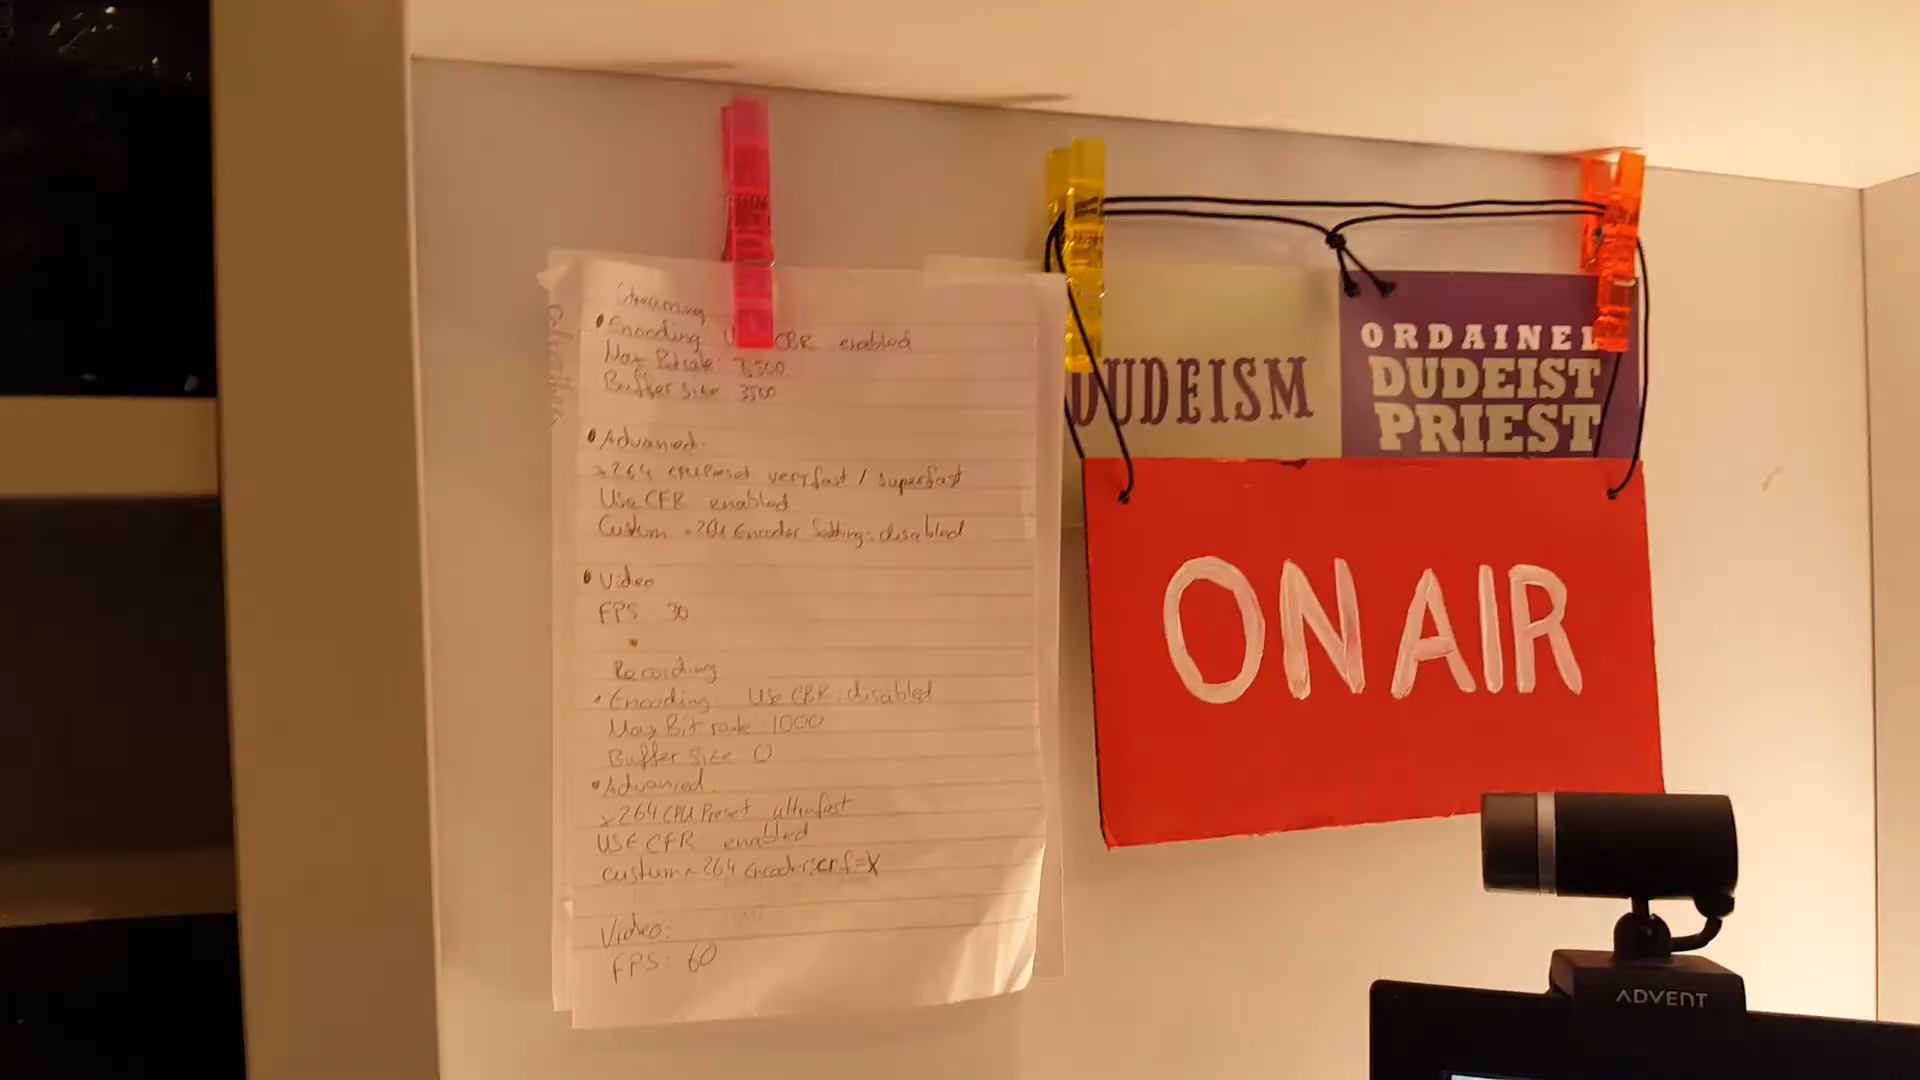 Streaming
• Encoding U CBR enabled
Max Bitrate: 3,500
Buffer Size 3500
• Advanced.
x264 CPU Preset veryfast / superfast
Use CFR enabled
Custom x264 Encoder Setting: disabled
• Video
FPS 30
Recording
• Encoding Use CBR: disabled
Max Bit rate 1000
Buffer Size 0
• Advanced.
x264 CPU Preset ultrafast
USE CFR enabled
Custum x264 Encoder: crf=X
Video:
FPS: 60
DUDEISM
ORDAINED
DUDEIST
PRIEST
ON AIR
ADVENT